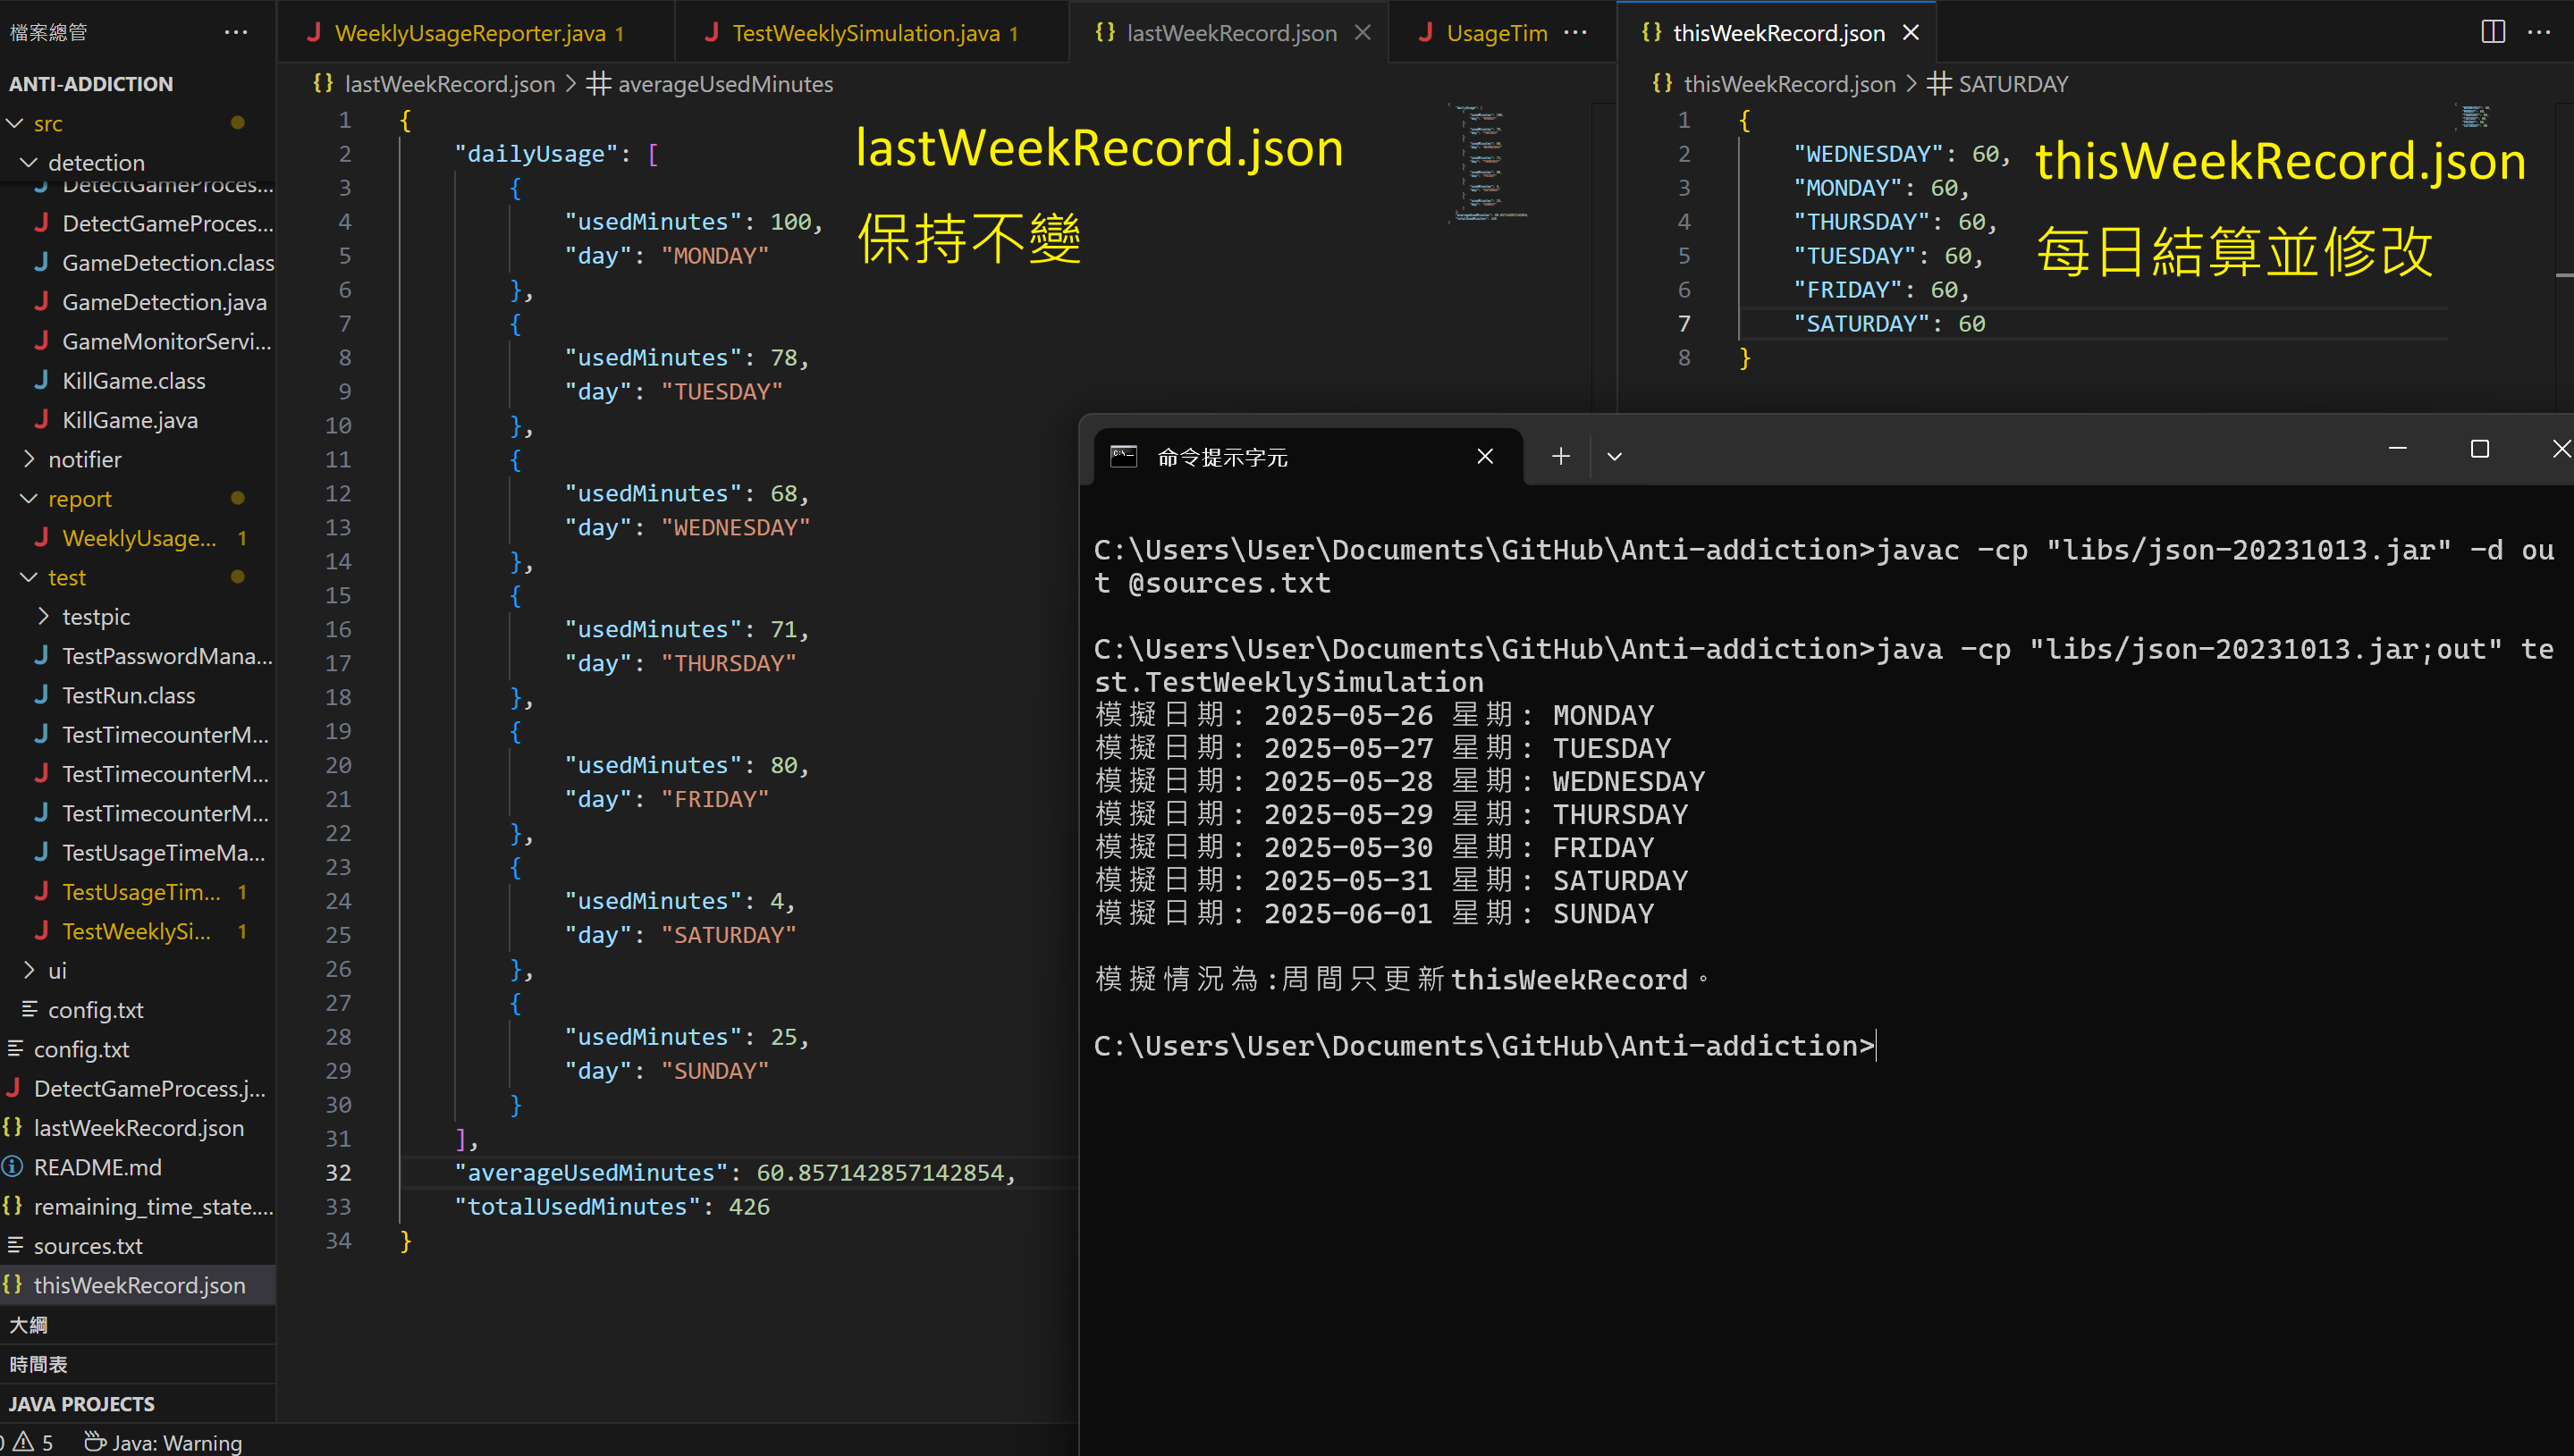 檔案總管 ···
ANTI-ADDICTION
src
detection
DetectGameProces...
DetectGameProces...
GameDetection.class
GameDetection.java
GameMonitorServi...
KillGame.class
KillGame.java
notifier
report
WeeklyUsage... 1
test
testpic
TestPasswordMana...
TestRun.class
TestTimecounterM...
TestTimecounterM...
TestTimecounterM...
TestUsageTimeMa...
TestUsageTim... 1
TestWeeklySi... 1
ui
config.txt
config.txt
DetectGameProcess.j...
lastWeekRecord.json
README.md
remaining_time_state....
sources.txt
thisWeekRecord.json
大綱
時間表
JAVA PROJECTS
5 Java: Warning
WeeklyUsageReporter.java 1 TestWeeklySimulation.java 1 lastWeekRecord.json UsageTim ···
lastWeekRecord.json > averageUsedMinutes
1 {
2 "dailyUsage": [
3 {
4 "usedMinutes": 100,
5 "day": "MONDAY"
6 },
7 {
8 "usedMinutes": 78,
9 "day": "TUESDAY"
10 },
11 {
12 "usedMinutes": 68,
13 "day": "WEDNESDAY"
14 },
15 {
16 "usedMinutes": 71,
17 "day": "THURSDAY"
18 },
19 {
20 "usedMinutes": 80,
21 "day": "FRIDAY"
22 },
23 {
24 "usedMinutes": 4,
25 "day": "SATURDAY"
26 },
27 {
28 "usedMinutes": 25,
29 "day": "SUNDAY"
30 }
31 ],
32 "averageUsedMinutes": 60.857142857142854,
33 "totalUsedMinutes": 426
34 }
lastWeekRecord.json
保持不變
thisWeekRecord.json
thisWeekRecord.json > SATURDAY
1 {
2 "WEDNESDAY": 60,
3 "MONDAY": 60,
4 "THURSDAY": 60,
5 "TUESDAY": 60,
6 "FRIDAY": 60,
7 "SATURDAY": 60
8 }
thisWeekRecord.json
每日結算並修改
命令提示字元
C:\Users\User\Documents\GitHub\Anti-addiction>javac -cp "libs/json-20231013.jar" -d ou
t @sources.txt
C:\Users\User\Documents\GitHub\Anti-addiction>java -cp "libs/json-20231013.jar;out" te
st.TestWeeklySimulation
模擬日期: 2025-05-26 星期: MONDAY
模擬日期: 2025-05-27 星期: TUESDAY
模擬日期: 2025-05-28 星期: WEDNESDAY
模擬日期: 2025-05-29 星期: THURSDAY
模擬日期: 2025-05-30 星期: FRIDAY
模擬日期: 2025-05-31 星期: SATURDAY
模擬日期: 2025-06-01 星期: SUNDAY
模擬情況為:周間只更新thisWeekRecord。
C:\Users\User\Documents\GitHub\Anti-addiction>